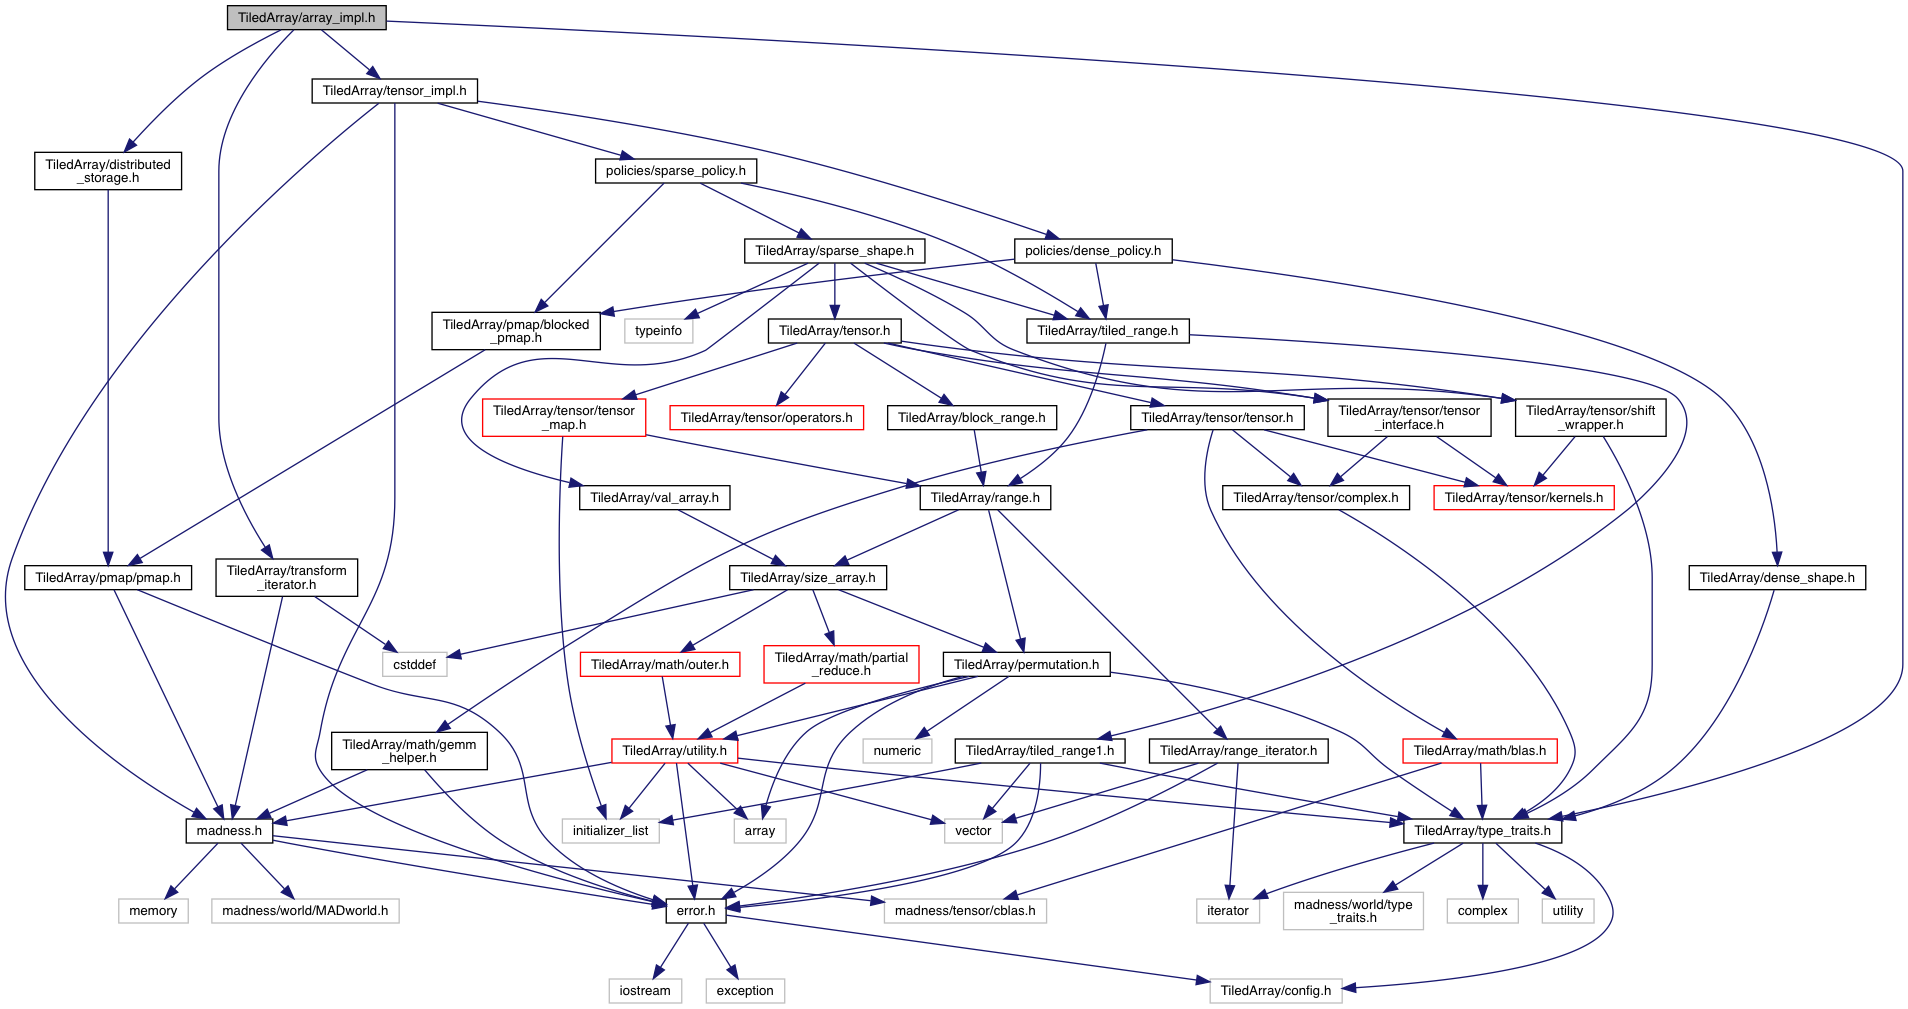 TiledArray/array_impl.h
TiledArray/tensor_impl.h
TiledArray/distributed
_storage.h
policies/sparse_policy.h
TiledArray/sparse_shape.h
policies/dense_policy.h
TiledArray/pmap/blocked
_pmap.h
typeinfo
TiledArray/tensor.h
TiledArray/tiled_range.h
TiledArray/tensor/tensor
_map.h
TiledArray/tensor/operators.h
TiledArray/block_range.h
TiledArray/tensor/tensor.h
TiledArray/tensor/tensor
_interface.h
TiledArray/tensor/shift
_wrapper.h
TiledArray/val_array.h
TiledArray/range.h
TiledArray/tensor/complex.h
TiledArray/tensor/kernels.h
TiledArray/pmap/pmap.h
TiledArray/transform
_iterator.h
TiledArray/size_array.h
TiledArray/dense_shape.h
cstddef
TiledArray/math/outer.h
TiledArray/math/partial
_reduce.h
TiledArray/permutation.h
TiledArray/math/gemm
_helper.h
TiledArray/utility.h
numeric
TiledArray/tiled_range1.h
TiledArray/range_iterator.h
TiledArray/math/blas.h
madness.h
initializer_list
array
vector
TiledArray/type_traits.h
memory
madness/world/MADworld.h
error.h
madness/tensor/cblas.h
iterator
madness/world/type
_traits.h
complex
utility
iostream
exception
TiledArray/config.h